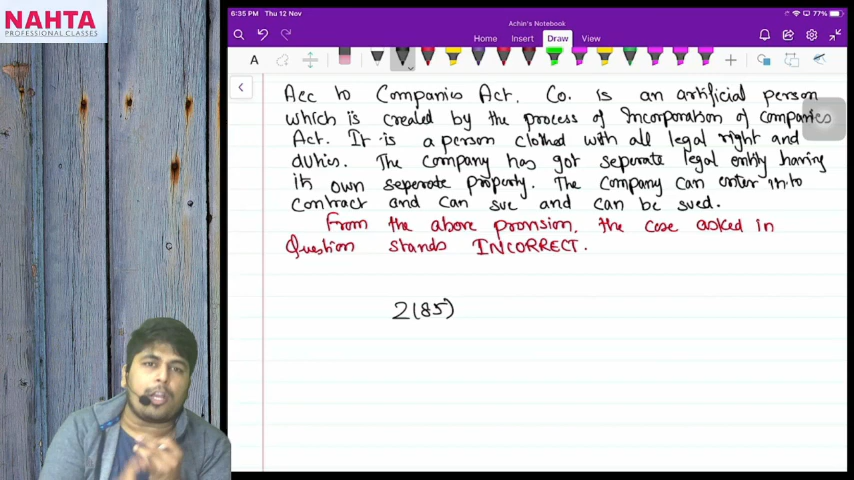 NAHTA
PROFESSIONAL CLASSES
6:35 PM Thu 12 Nov
77%
Achin's Notebook
Home Insert Draw View
A
Acc to Companies Act. Co. is an artificial person
which is created by the process of Incorporation of companies
Act. It is a person clothed with all legal right and
duties. The company has got seperate legal entity having
its own seperate property. The company can enter into
contract and can sue and can be sued.
From the above provision, the case asked in
Question stands INCORRECT.
2(85)